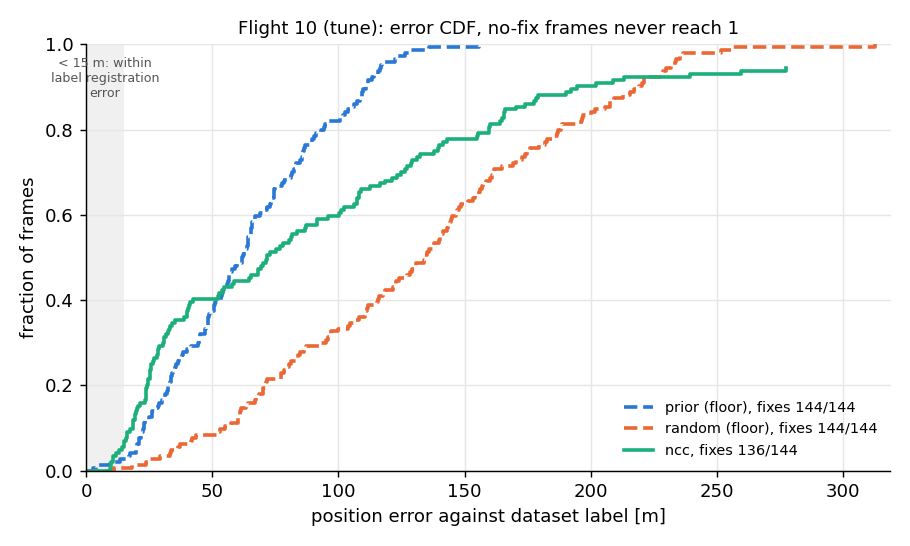 Flight 10 (tune): error CDF, no-fix frames never reach 1
1.0
0.8
0.6
0.4
0.2
0.0
fraction of frames
< 15 m: within
label registration
error
prior (floor), fixes 144/144
random (floor), fixes 144/144
ncc, fixes 136/144
0 50 100 150 200 250 300
position error against dataset label [m]